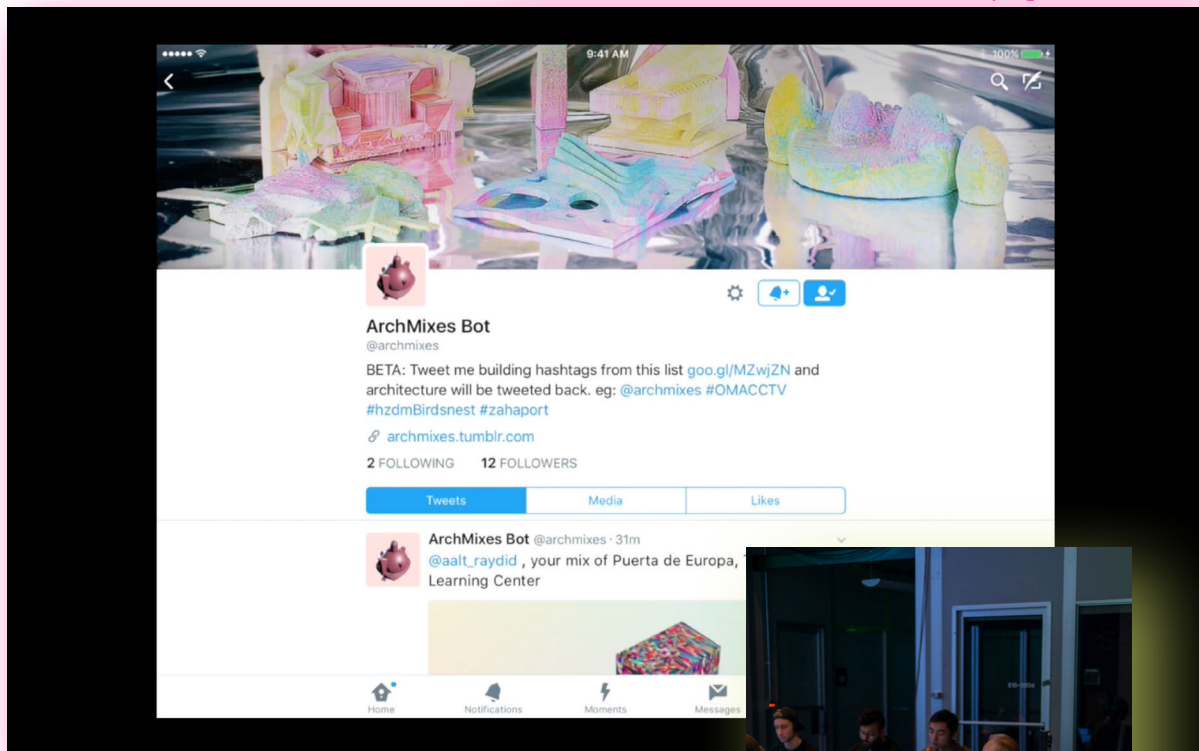 9:41 AM
100%
ArchMixes Bot
@archmixes
BETA: Tweet me building hashtags from this list goo.gl/MZwjZN and
architecture will be tweeted back. eg: @archmixes #OMACCTV
#hzdmBirdsnest #zahaport
archmixes.tumblr.com
2 FOLLOWING 12 FOLLOWERS
Tweets Media Likes
ArchMixes Bot @archmixes · 31m
@aalt_raydid , your mix of Puerta de Europa,
Learning Center
Home Notifications Moments Messages